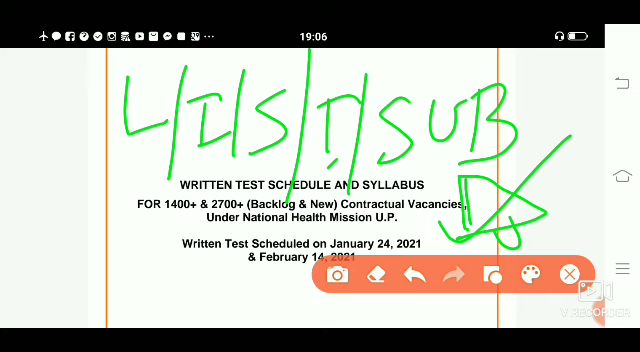 19:06
L/I/S/T/SUB
WRITTEN TEST SCHEDULE AND SYLLABUS
FOR 1400+ & 2700+ (Backlog & New) Contractual Vacancies,
Under National Health Mission U.P.
Written Test Scheduled on January 24, 2021
& February 14, 2021
V RECORDER